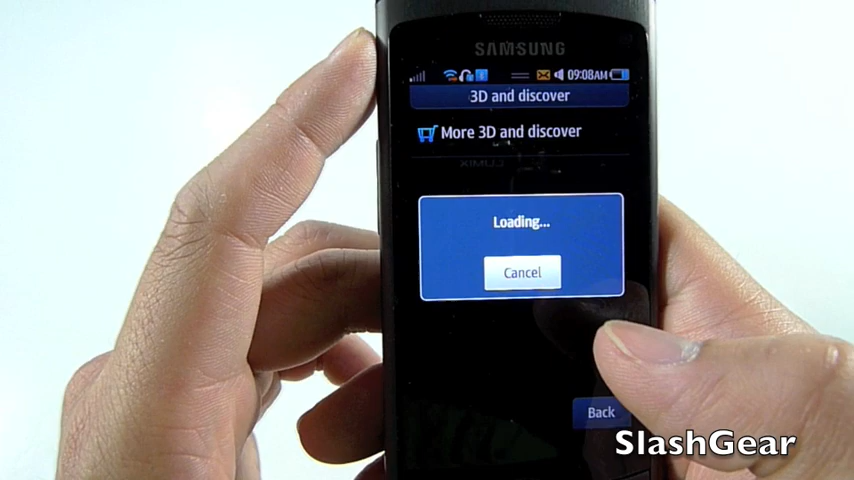 SAMSUNG
09:08AM
3D and discover
More 3D and discover
Loading...
Cancel
Back
SlashGear